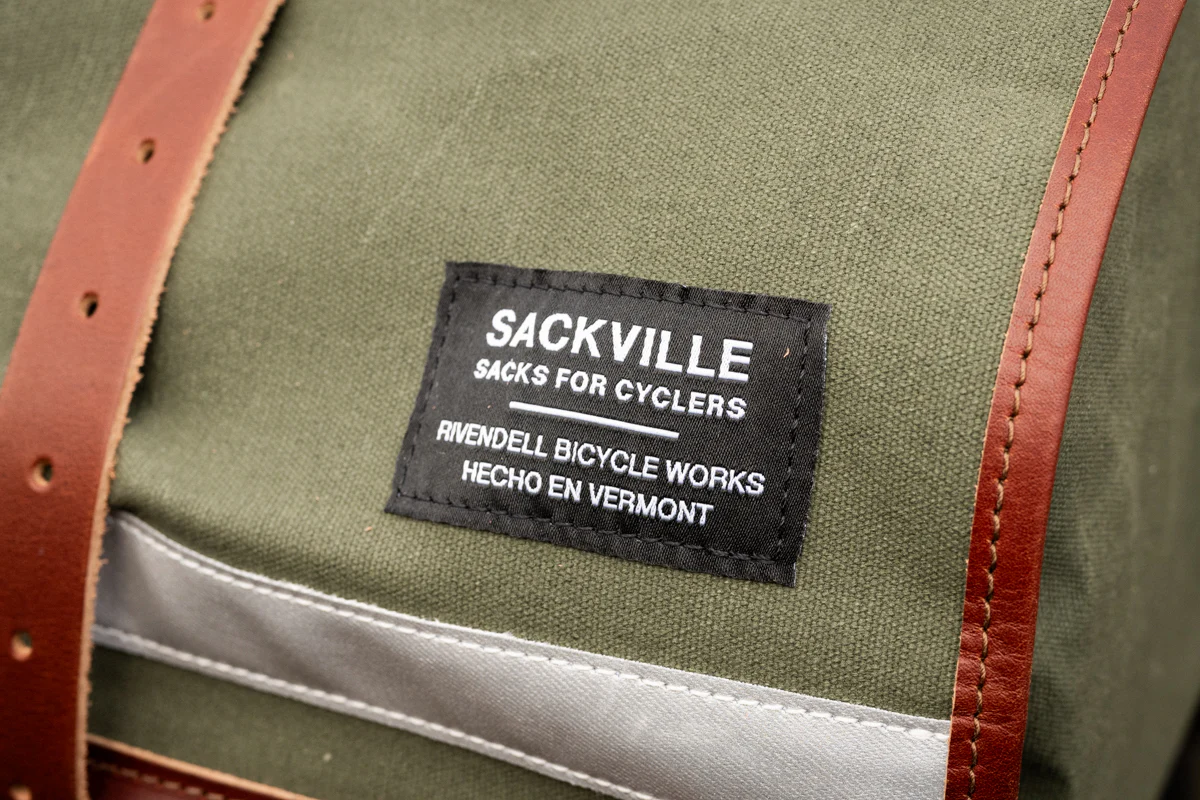 SACKVILLE
SACKS FOR CYCLERS
RIVENDELL BICYCLE WORKS
HECHO EN VERMONT